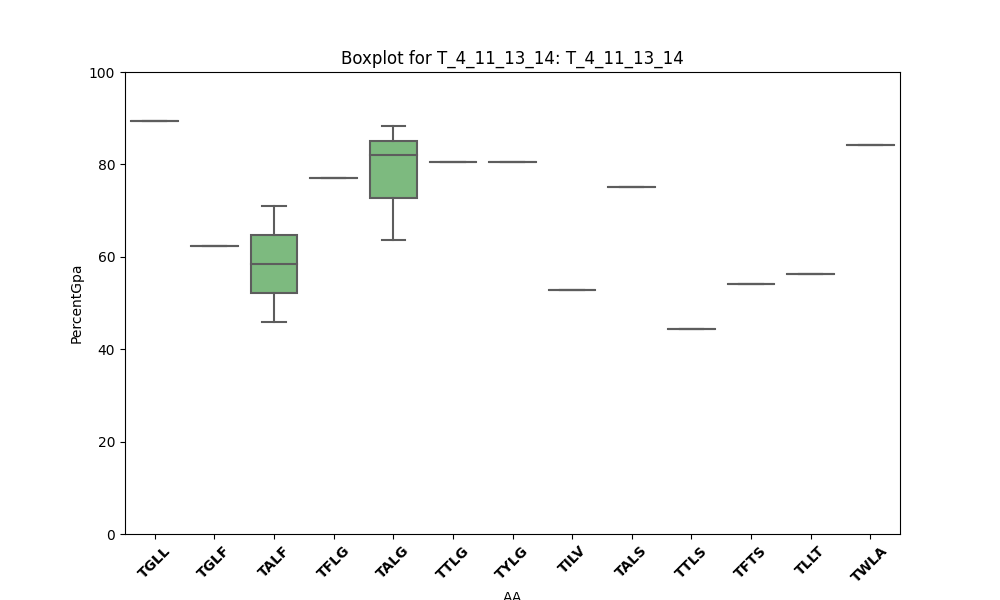 Boxplot for T_4_11_13_14: T_4_11_13_14
PercentGpa
100
80
60
40
20
0
TGLL
TGLF
TALF
TFLG
TALG
TTLG
TYLG
TILV
TALS
TTLS
TFTS
TLLT
TWLA
AA